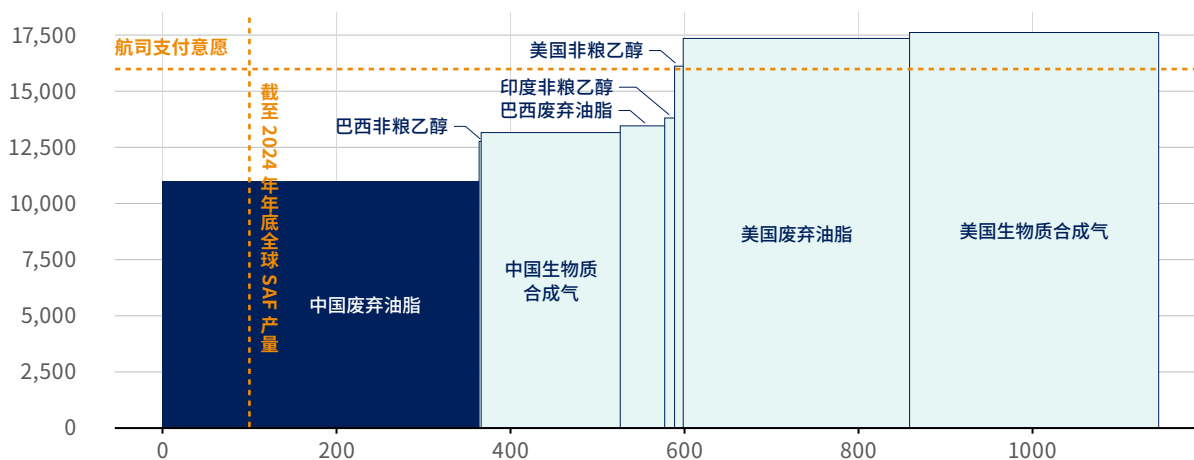 17,500
15,000
12,500
10,000
7,500
5,000
2,500
0
航司支付意愿
截至 2024 年年底全球 SAF 产量
美国非粮乙醇
印度非粮乙醇
巴西废弃油脂
巴西非粮乙醇
中国废弃油脂
中国生物质
合成气
美国废弃油脂
美国生物质合成气
0
200
400
600
800
1000